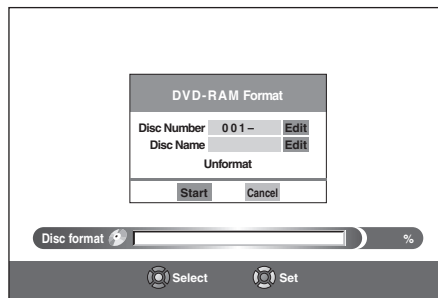 DVD-RAM Format
Disc Number 001– Edit
Disc Name Edit
Unformat
Start Cancel
Disc format %
Select Set